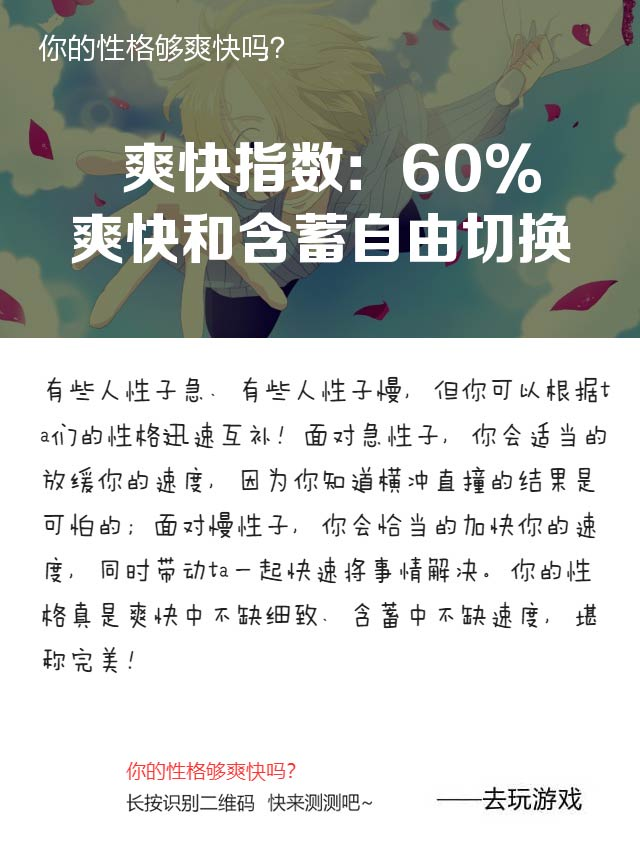 你的性格够爽快吗?
爽快指数: 60%
爽快和含蓄自由切换
有些人性子急、有些人性子慢, 但你可以根据t
a们的性格迅速互补! 面对急性子, 你会适当的
放缓你的速度, 因为你知道横冲直撞的结果是
可怕的; 面对慢性子, 你会恰当的加快你的速
度, 同时带动ta一起快速将事情解决。你的性
格真是爽快中不缺细致、含蓄中不缺速度, 堪
称完美!
你的性格够爽快吗?
长按识别二维码 快来测测吧~
——去玩游戏